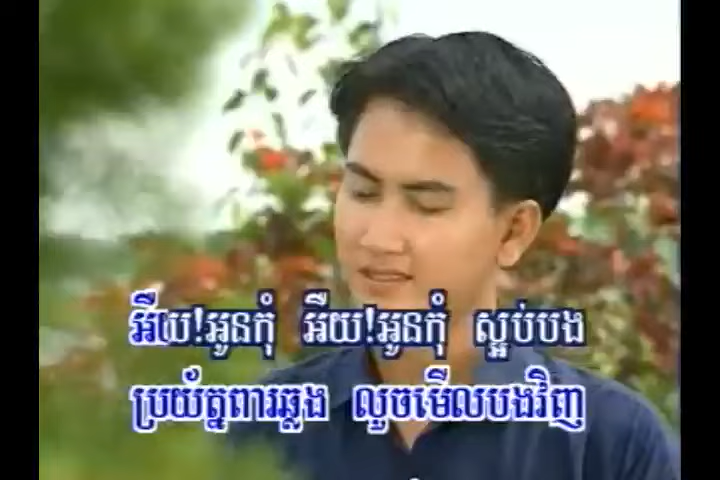 អឺយ!អូនកុំ អឺយ!អូនកុំ ស្អប់បង
ប្រយ័ត្នពារឆ្លង លួចមើលបងវិញ